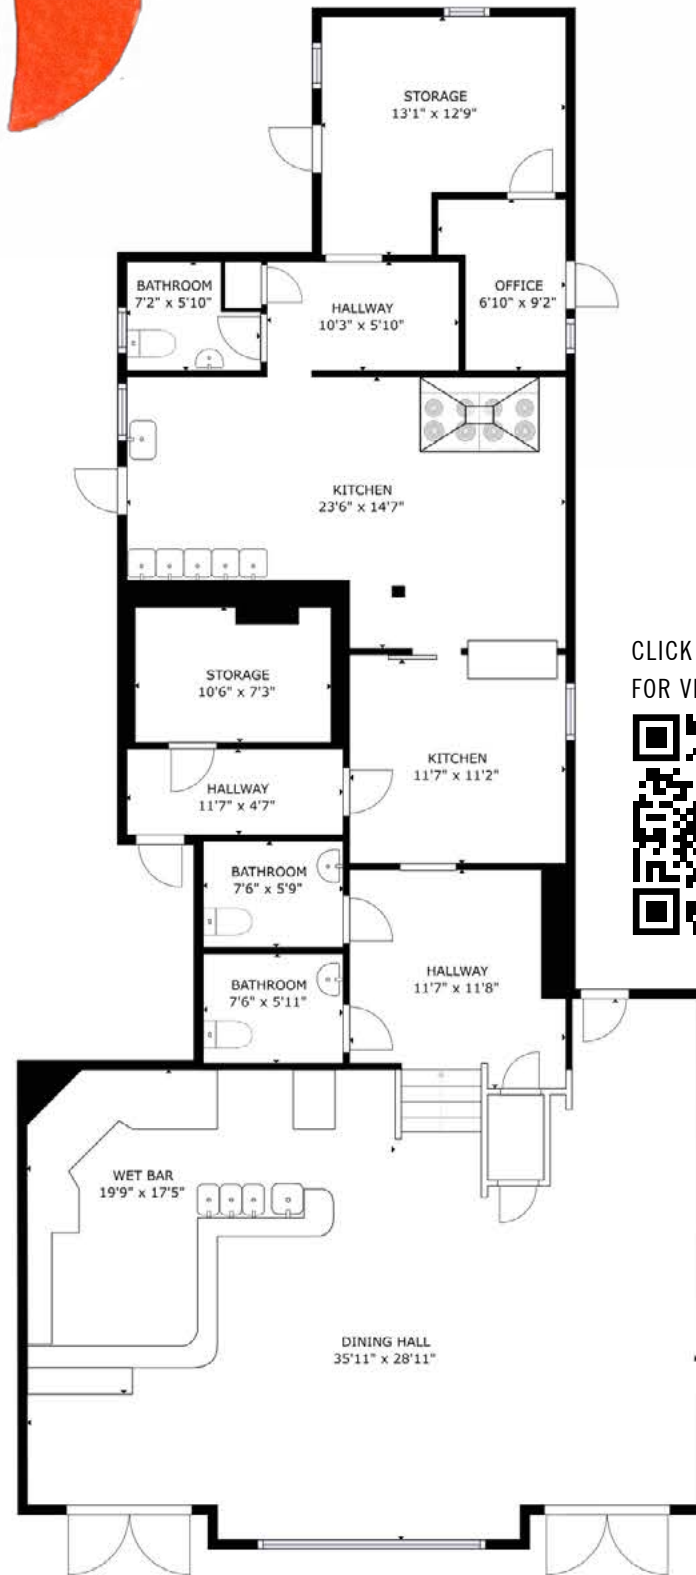 STORAGE
13'1" x 12'9"
BATHROOM
7'2" x 5'10"
HALLWAY
10'3" x 5'10"
OFFICE
6'10" x 9'2"
KITCHEN
23'6" x 14'7"
STORAGE
10'6" x 7'3"
CLICK
FOR
KITCHEN
11'7" x 11'2"
HALLWAY
11'7" x 4'7"
BATHROOM
7'6" x 5'9"
HALLWAY
11'7" x 11'8"
BATHROOM
7'6" x 5'11"
WET BAR
19'9" x 17'5"
DINING HALL
35'11" x 28'11"